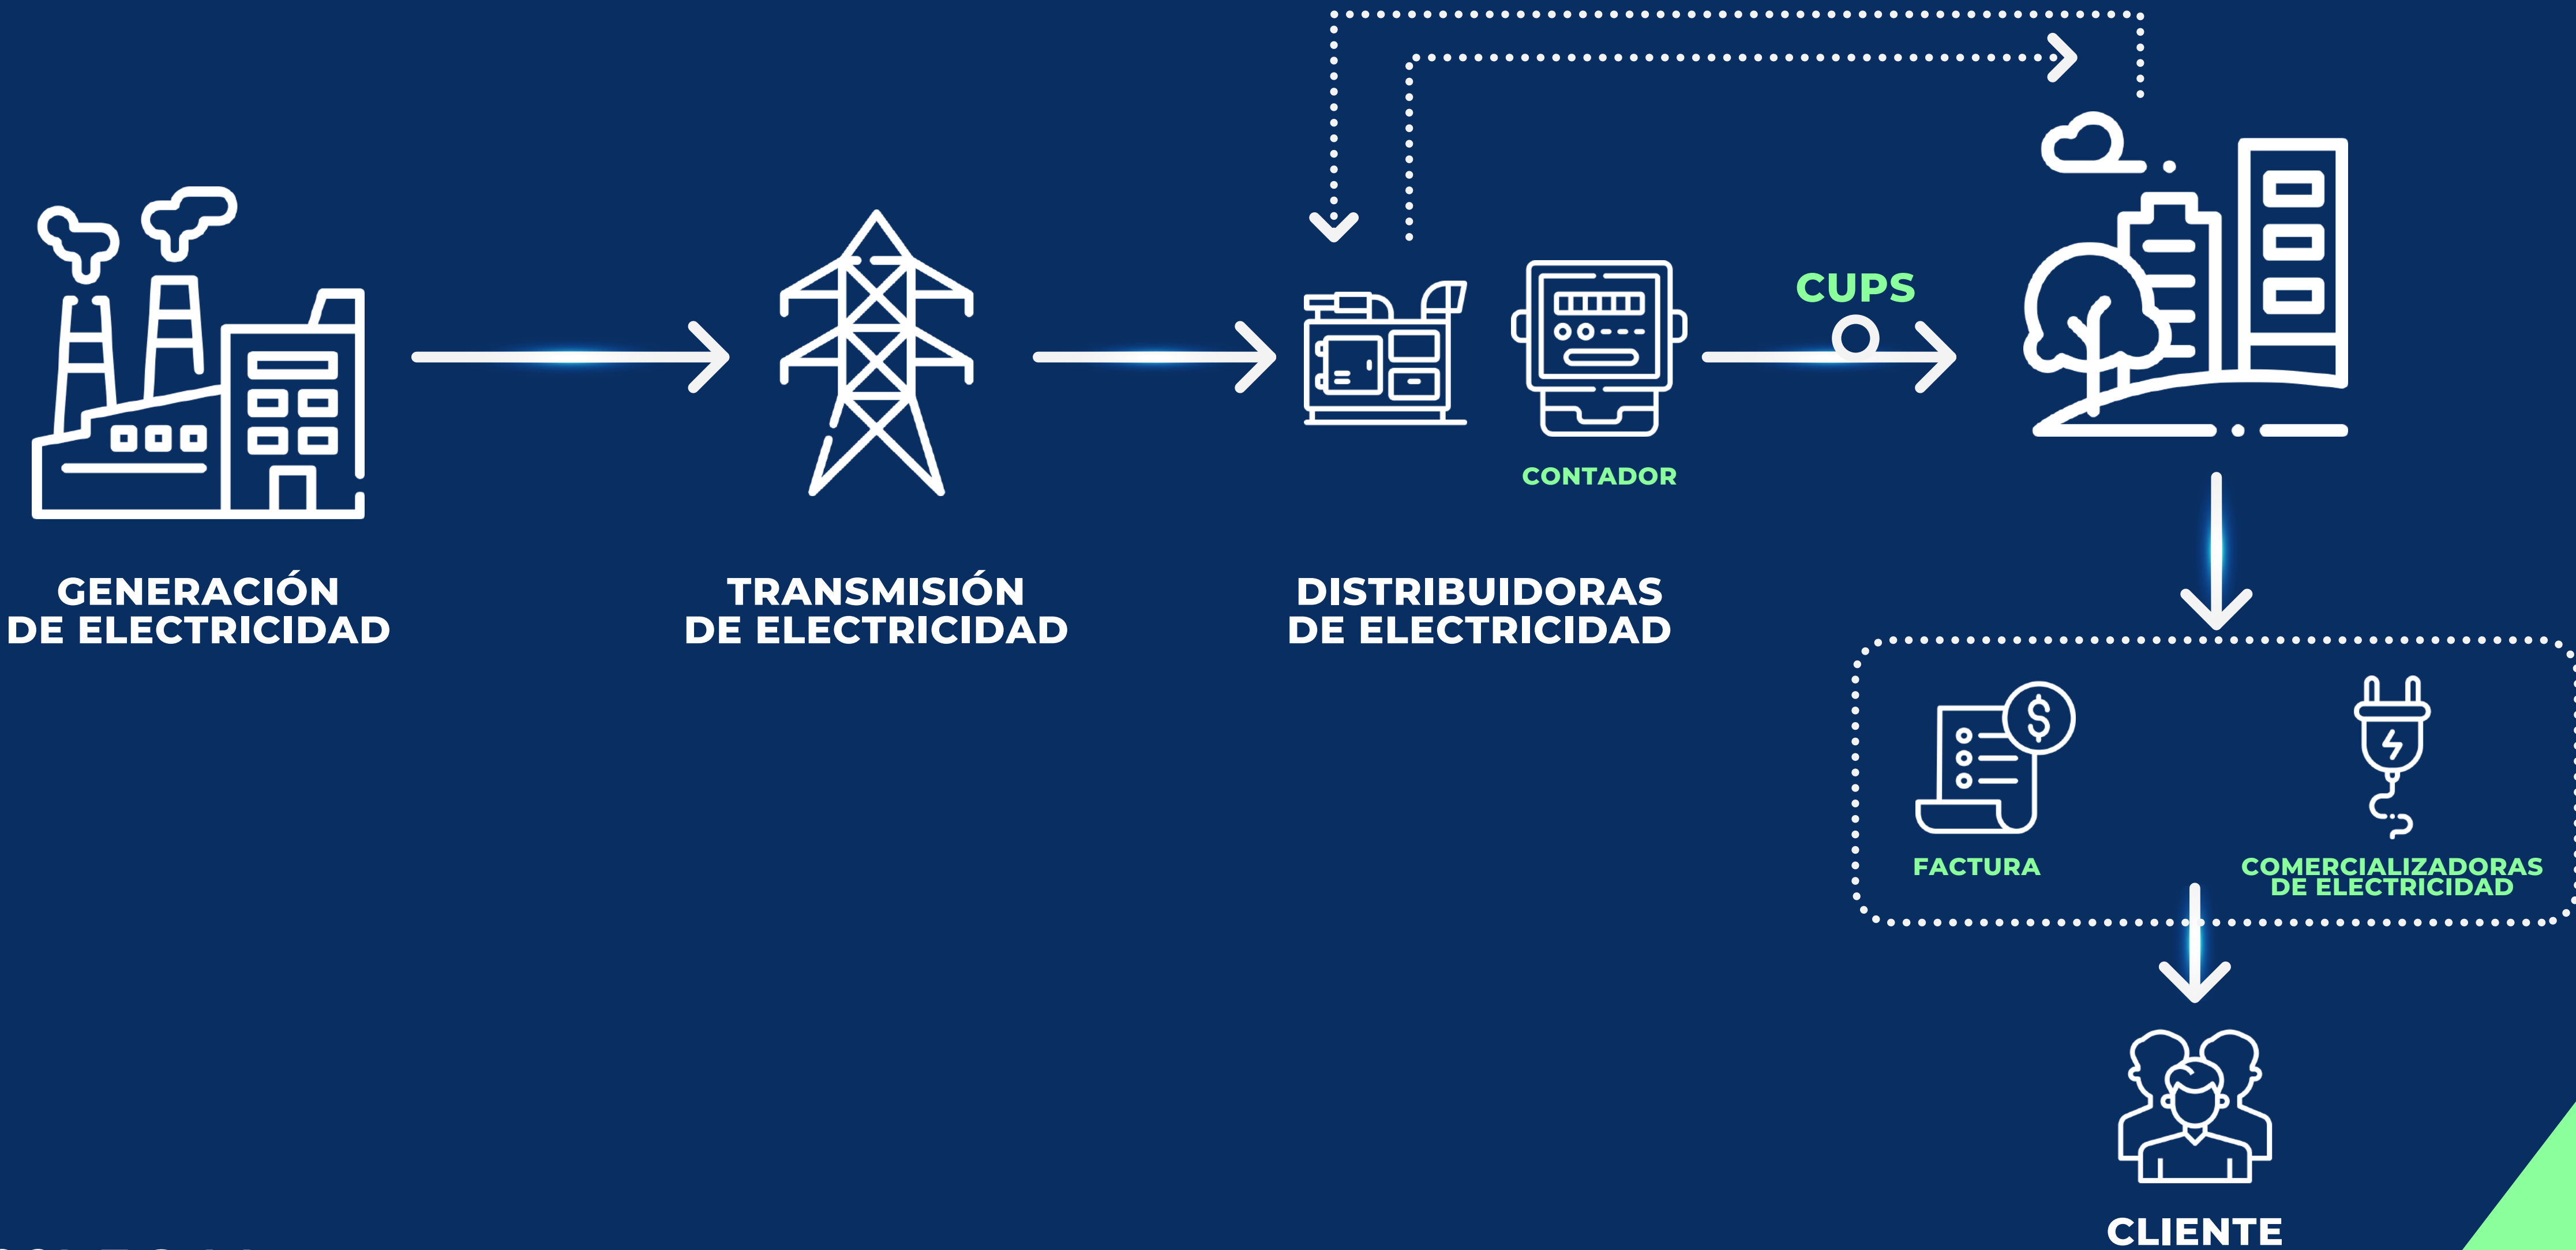 CUPS
CONTADOR
GENERACIÓN
DE ELECTRICIDAD
TRANSMISIÓN
DE ELECTRICIDAD
DISTRIBUIDORAS
DE ELECTRICIDAD
FACTURA
COMERCIALIZADORAS
DE ELECTRICIDAD
CLIENTE